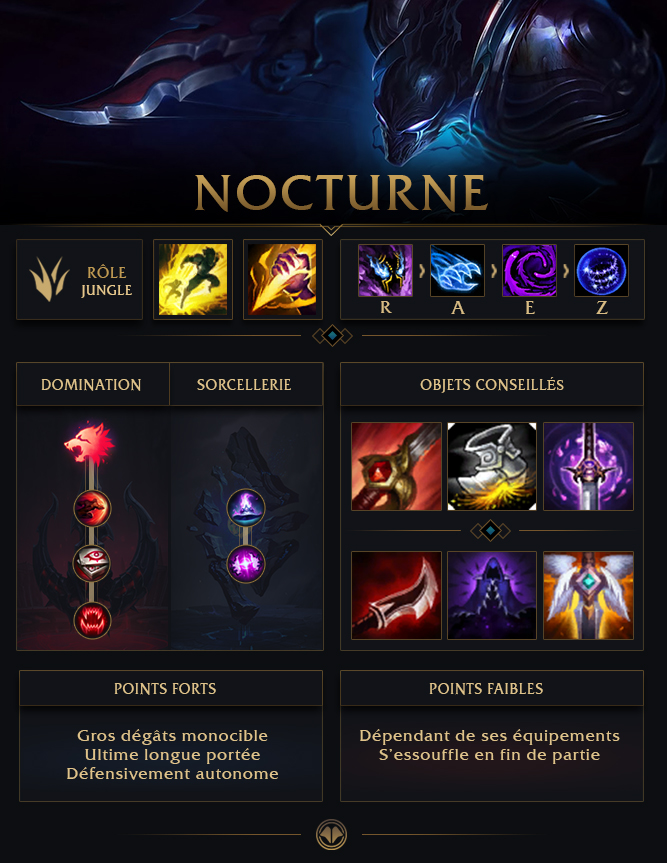 NOCTURNE
RÔLE
JUNGLE
R
A
E
Z
DOMINATION
SORCELLERIE
OBJETS CONSEILLÉS
POINTS FORTS
Gros dégâts monocible
Ultime longue portée
Défensivement autonome
POINTS FAIBLES
Dépendant de ses équipements
S'essouffle en fin de partie